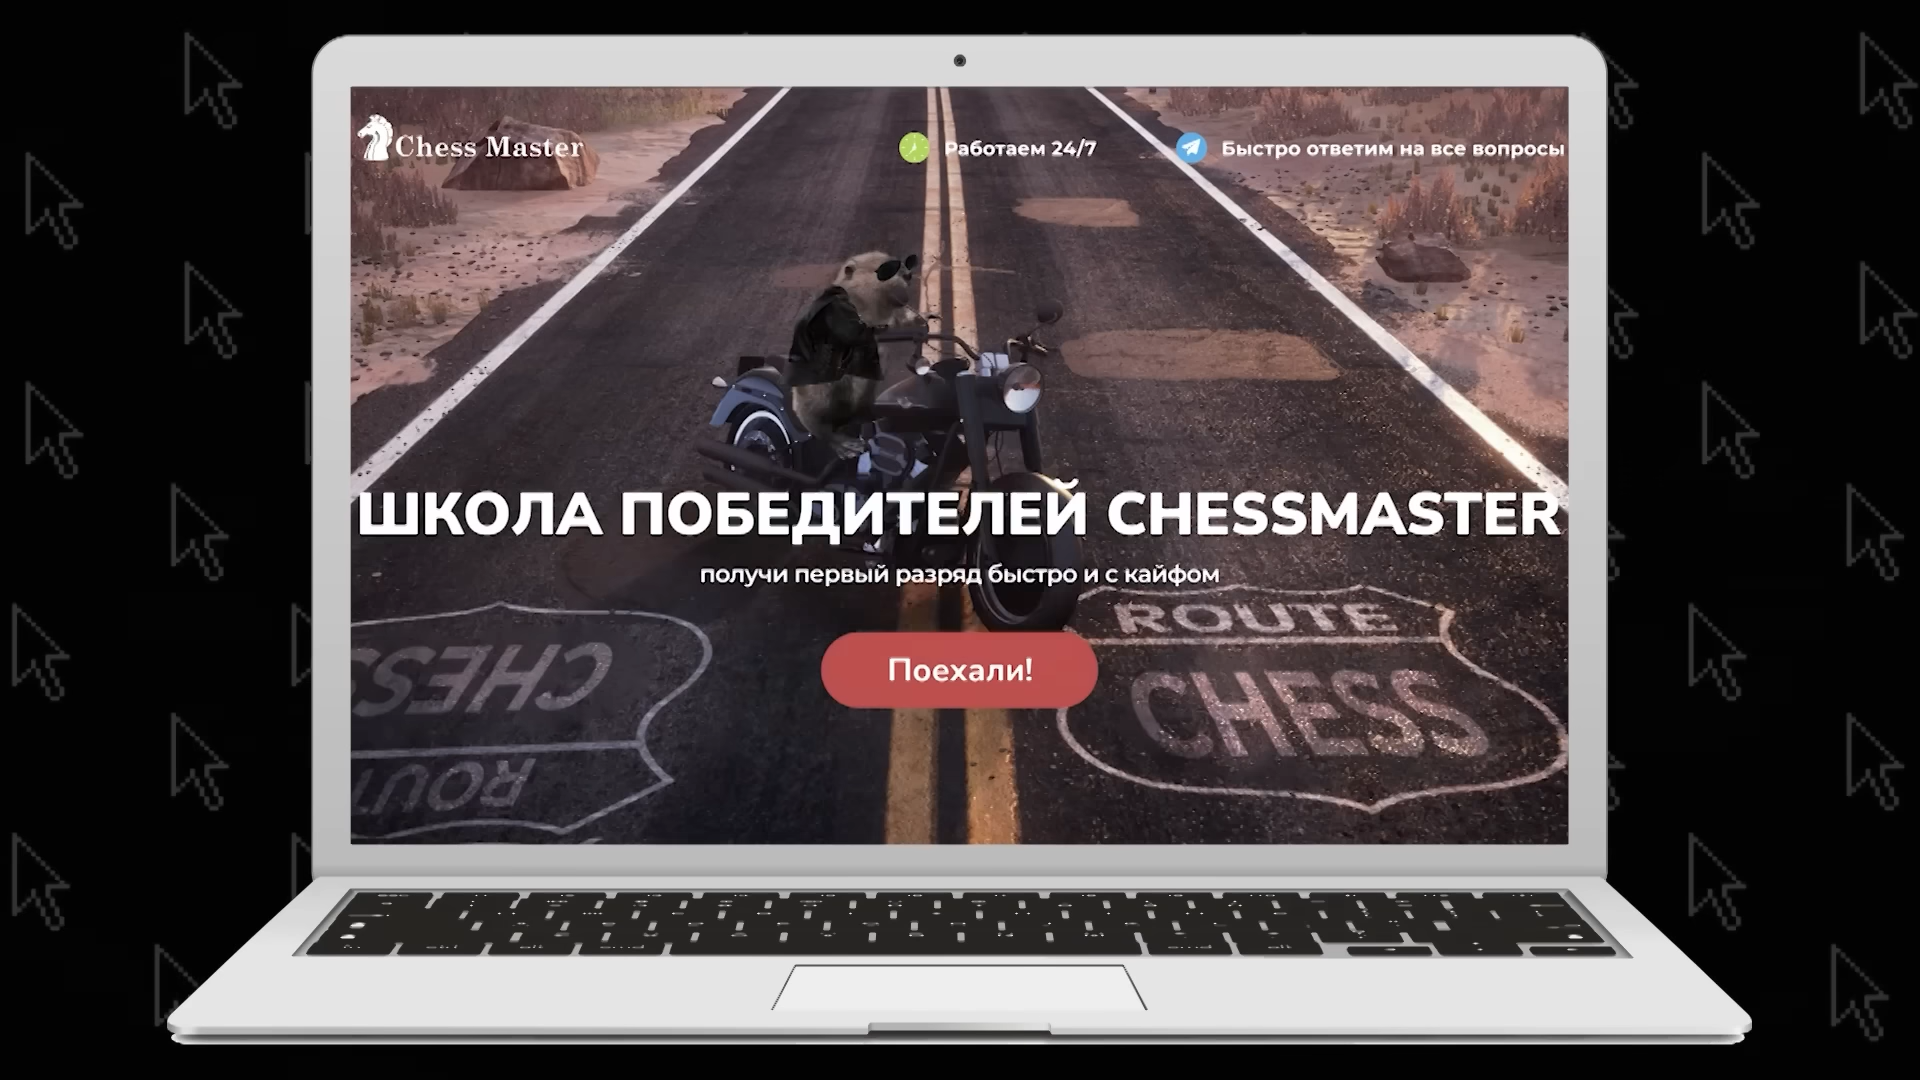 Chess Master
Работаем 24/7
Быстро ответим на все вопросы
ШКОЛА ПОБЕДИТЕЛЕЙ CHESSMASTER
получи первый разряд быстро и с кайфом
Поехали!
ROUTE
CHESS
CHESS